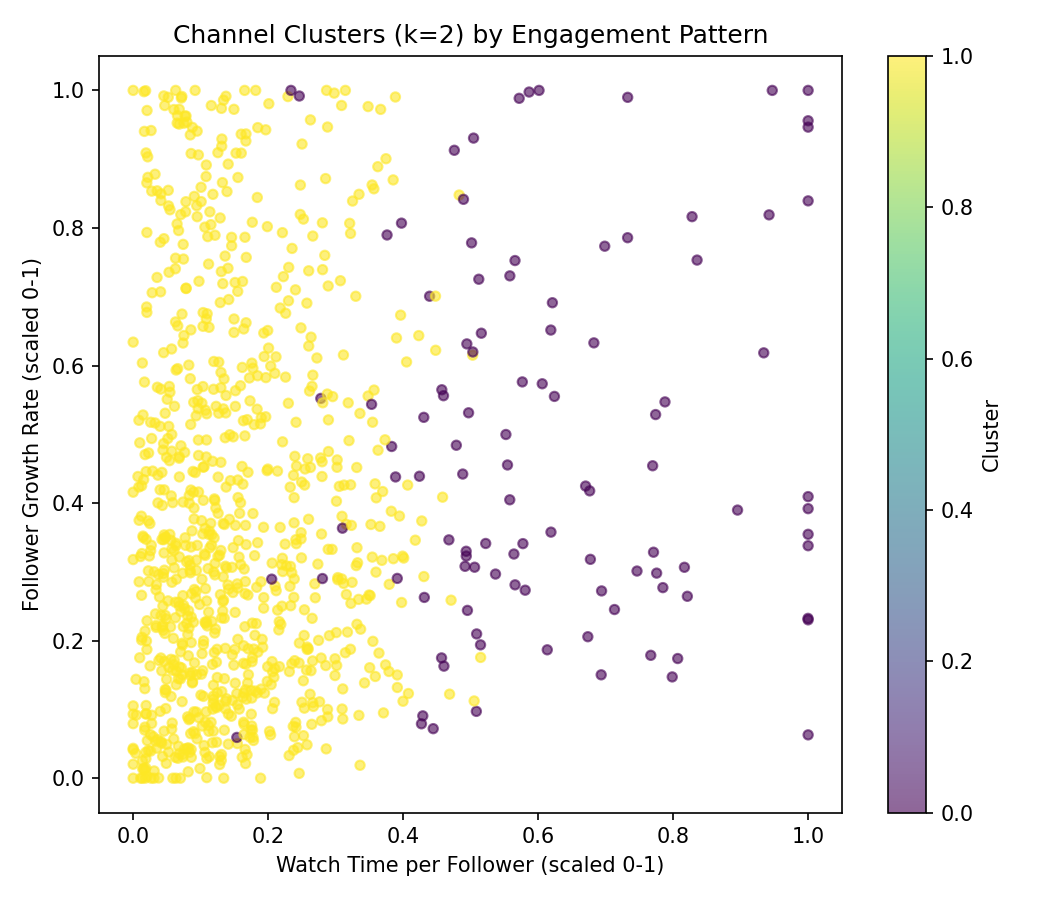 Channel Clusters (k=2) by Engagement Pattern
Follower Growth Rate (scaled 0-1)
1.0
0.8
0.6
0.4
0.2
0.0
0.0 0.2 0.4 0.6 0.8 1.0
Watch Time per Follower (scaled 0-1)
1.0
0.8
0.6
0.4
0.2
0.0
Cluster